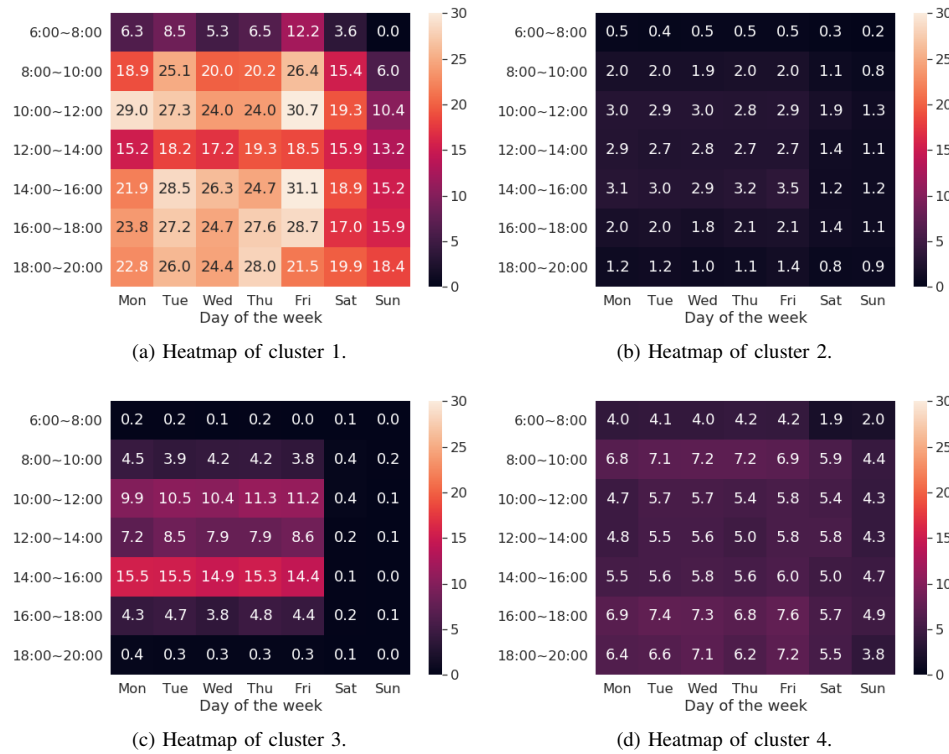 6:00~8:00 6.3 8.5 5.3 6.5 12.2 3.6 0.0
8:00~10:00 18.9 25.1 20.0 20.2 26.4 15.4 6.0
10:00~12:00 29.0 27.3 24.0 24.0 30.7 19.3 10.4
12:00~14:00 15.2 18.2 17.2 19.3 18.5 15.9 13.2
14:00~16:00 21.9 28.5 26.3 24.7 31.1 18.9 15.2
16:00~18:00 23.8 27.2 24.7 27.6 28.7 17.0 15.9
18:00~20:00 22.8 26.0 24.4 28.0 21.5 19.9 18.4
Mon Tue Wed Thu Fri Sat Sun
Day of the week
30
25
20
15
10
5
0
(a) Heatmap of cluster 1.
6:00~8:00 0.5 0.4 0.5 0.5 0.5 0.3 0.2
8:00~10:00 2.0 2.0 1.9 2.0 2.0 1.1 0.8
10:00~12:00 3.0 2.9 3.0 2.8 2.9 1.9 1.3
12:00~14:00 2.9 2.7 2.8 2.7 2.7 1.4 1.1
14:00~16:00 3.1 3.0 2.9 3.2 3.5 1.2 1.2
16:00~18:00 2.0 2.0 1.8 2.1 2.1 1.4 1.1
18:00~20:00 1.2 1.2 1.0 1.1 1.4 0.8 0.9
Mon Tue Wed Thu Fri Sat Sun
Day of the week
30
25
20
15
10
5
0
(b) Heatmap of cluster 2.
6:00~8:00 0.2 0.2 0.1 0.2 0.0 0.1 0.0
8:00~10:00 4.5 3.9 4.2 4.2 3.8 0.4 0.2
10:00~12:00 9.9 10.5 10.4 11.3 11.2 0.4 0.1
12:00~14:00 7.2 8.5 7.9 7.9 8.6 0.2 0.1
14:00~16:00 15.5 15.5 14.9 15.3 14.4 0.1 0.0
16:00~18:00 4.3 4.7 3.8 4.8 4.4 0.2 0.1
18:00~20:00 0.4 0.3 0.3 0.3 0.3 0.1 0.0
Mon Tue Wed Thu Fri Sat Sun
Day of the week
30
25
20
15
10
5
0
(c) Heatmap of cluster 3.
6:00~8:00 4.0 4.1 4.0 4.2 4.2 1.9 2.0
8:00~10:00 6.8 7.1 7.2 7.2 6.9 5.9 4.4
10:00~12:00 4.7 5.7 5.7 5.4 5.8 5.4 4.3
12:00~14:00 4.8 5.5 5.6 5.0 5.8 5.8 4.3
14:00~16:00 5.5 5.6 5.8 5.6 6.0 5.0 4.7
16:00~18:00 6.9 7.4 7.3 6.8 7.6 5.7 4.9
18:00~20:00 6.4 6.6 7.1 6.2 7.2 5.5 3.8
Mon Tue Wed Thu Fri Sat Sun
Day of the week
30
25
20
15
10
5
0
(d) Heatmap of cluster 4.